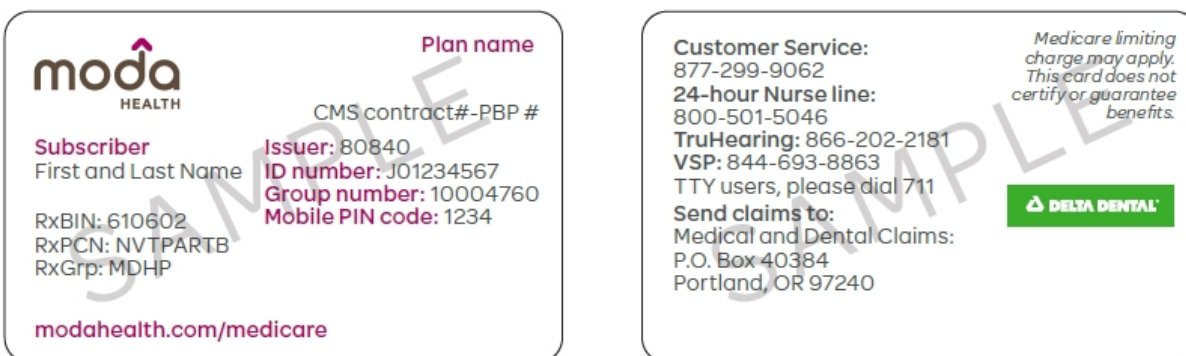 moda
HEALTH
Plan name
CMS contract#-PBP #
Subscriber
First and Last Name
RxBIN: 610602
RxPCN: NVTPARTB
RxGrp: MDHP
Issuer: 80840
ID number: J01234567
Group number: 10004760
Mobile PIN code: 1234
modahealth.com/medicare
SAMPLE
Customer Service:
877-299-9062
24-hour Nurse line:
800-501-5046
TruHearing: 866-202-2181
VSP: 844-693-8863
TTY users, please dial 711
Send claims to:
Medical and Dental Claims:
P.O. Box 40384
Portland, OR 97240
Medicare limiting
charge may apply.
This card does not
certify or guarantee
benefits.
DELTA DENTAL
SAMPLE